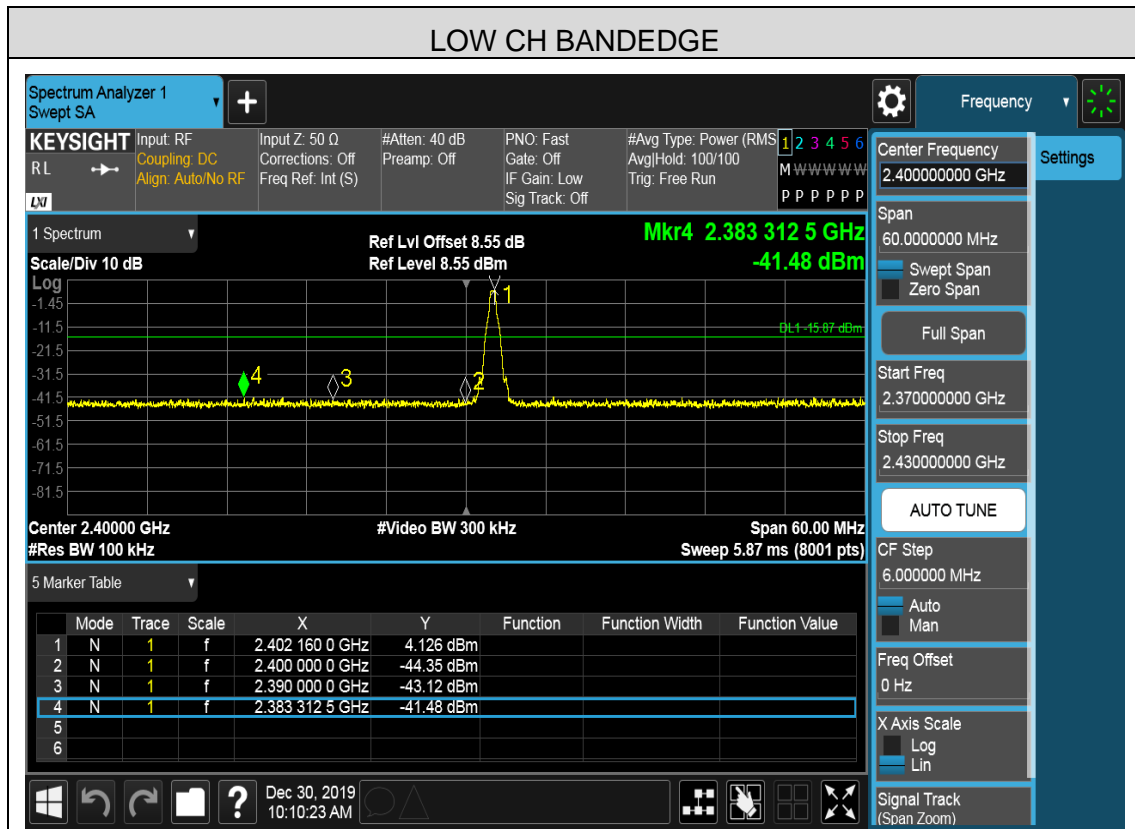 LOW CH BANDEDGE
Spectrum Analyzer 1
Swept SA
+
Frequency
KEYSIGHT
RL
LXI
Input: RF
Coupling: DC
Align: Auto/No RF
Input Z: 50 Ω
Corrections: Off
Freq Ref: Int (S)
#Atten: 40 dB
Preamp: Off
PNO: Fast
Gate: Off
IF Gain: Low
Sig Track: Off
#Avg Type: Power (RMS
Avg|Hold: 100/100
Trig: Free Run
1 2 3 4 5 6
M W W W W W
P P P P P P
1 Spectrum
Scale/Div 10 dB
Ref Lvl Offset 8.55 dB
Ref Level 8.55 dBm
Mkr4 2.383 312 5 GHz
-41.48 dBm
Log
-1.45
-11.5
-21.5
-31.5
-41.5
-51.5
-61.5
-71.5
-81.5
1
DL1 -15.87 dBm
4
3
2
Center 2.40000 GHz
#Res BW 100 kHz
#Video BW 300 kHz
Span 60.00 MHz
Sweep 5.87 ms (8001 pts)
5 Marker Table
Mode Trace Scale X Y Function Function Width Function Value
1 N 1 f 2.402 160 0 GHz 4.126 dBm
2 N 1 f 2.400 000 0 GHz -44.35 dBm
3 N 1 f 2.390 000 0 GHz -43.12 dBm
4 N 1 f 2.383 312 5 GHz -41.48 dBm
5
6
?
Dec 30, 2019
10:10:23 AM
Center Frequency
2.400000000 GHz
Settings
Span
60.0000000 MHz
Swept Span
Zero Span
Full Span
Start Freq
2.370000000 GHz
Stop Freq
2.430000000 GHz
AUTO TUNE
CF Step
6.000000 MHz
Auto
Man
Freq Offset
0 Hz
X Axis Scale
Log
Lin
Signal Track
(Span Zoom)